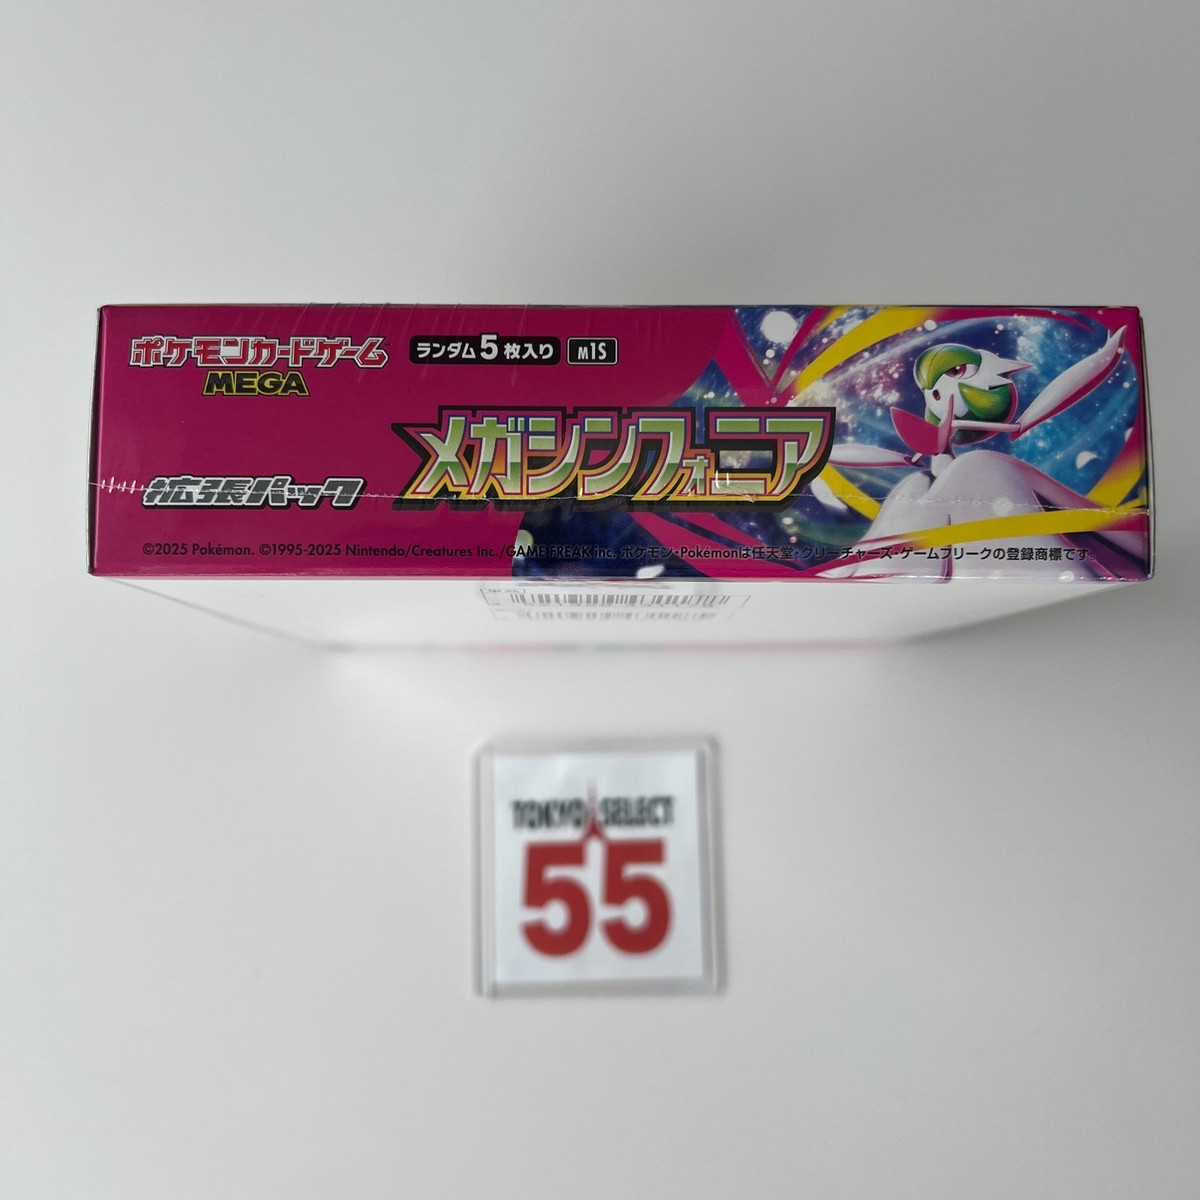 ポケモンカードゲーム
MEGA
ランダム5枚入り m1S
メガシンフォニア
拡張パック
©2025 Pokémon. ©1995-2025 Nintendo/Creatures Inc./GAME FREAK inc. ポケモン・Pokémonは任天堂・クリーチャーズ・ゲームフリークの登録商標です。
TOKYO SELECT
55